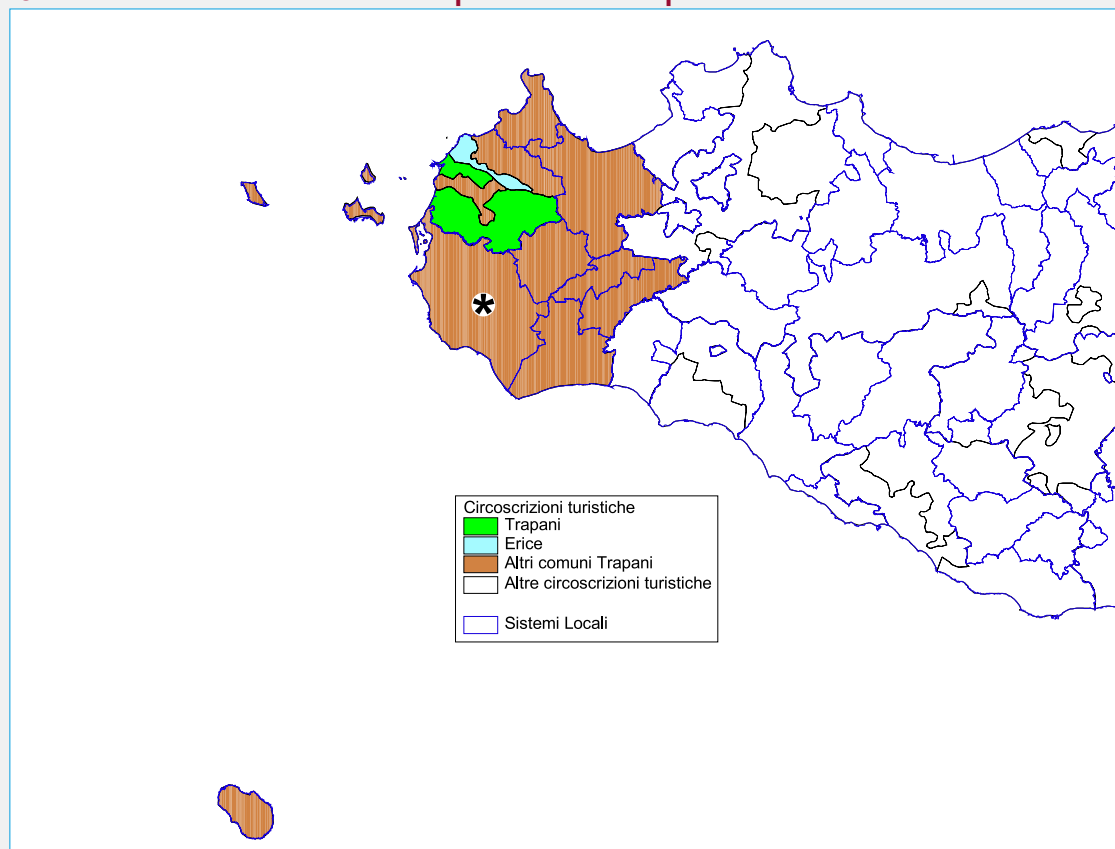 Circoscrizioni turistiche
Trapani
Erice
Altri comuni Trapani
Altre circoscrizioni turistiche
Sistemi Locali
*